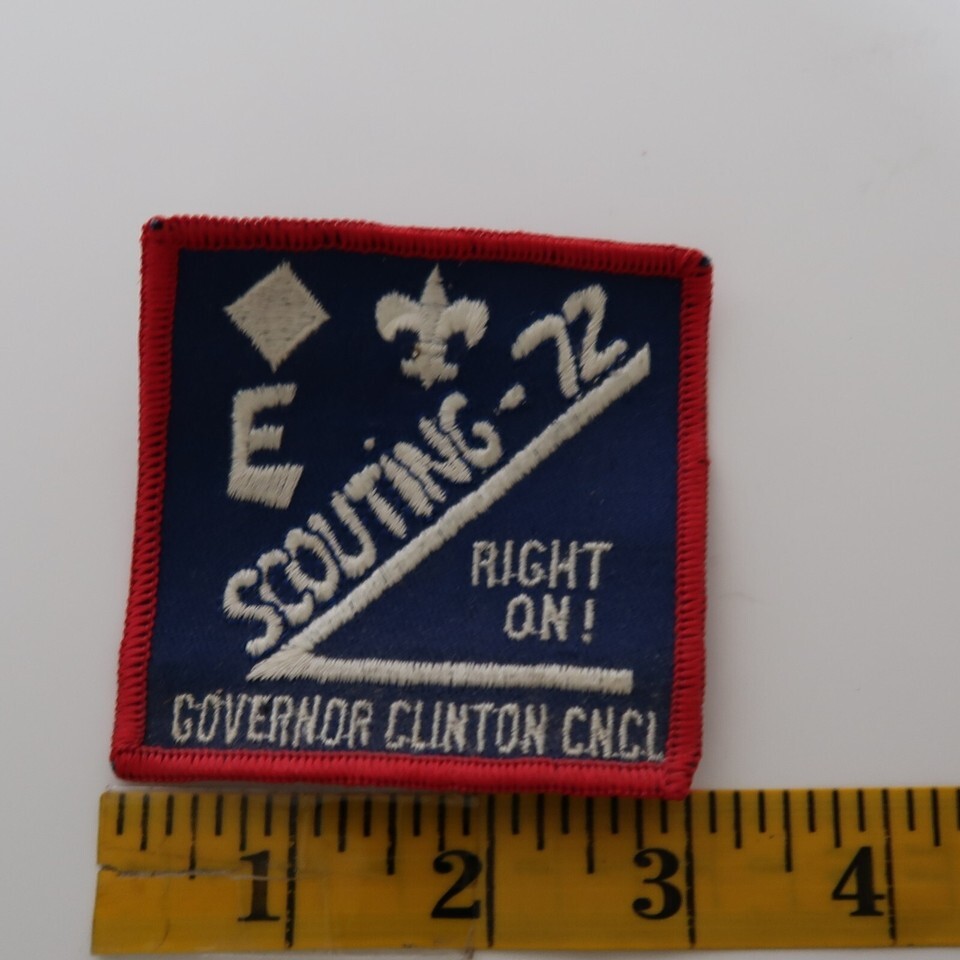 E
SCOUTING-72
RIGHT
ON!
GOVERNOR CLINTON CNCL
1 2 3 4